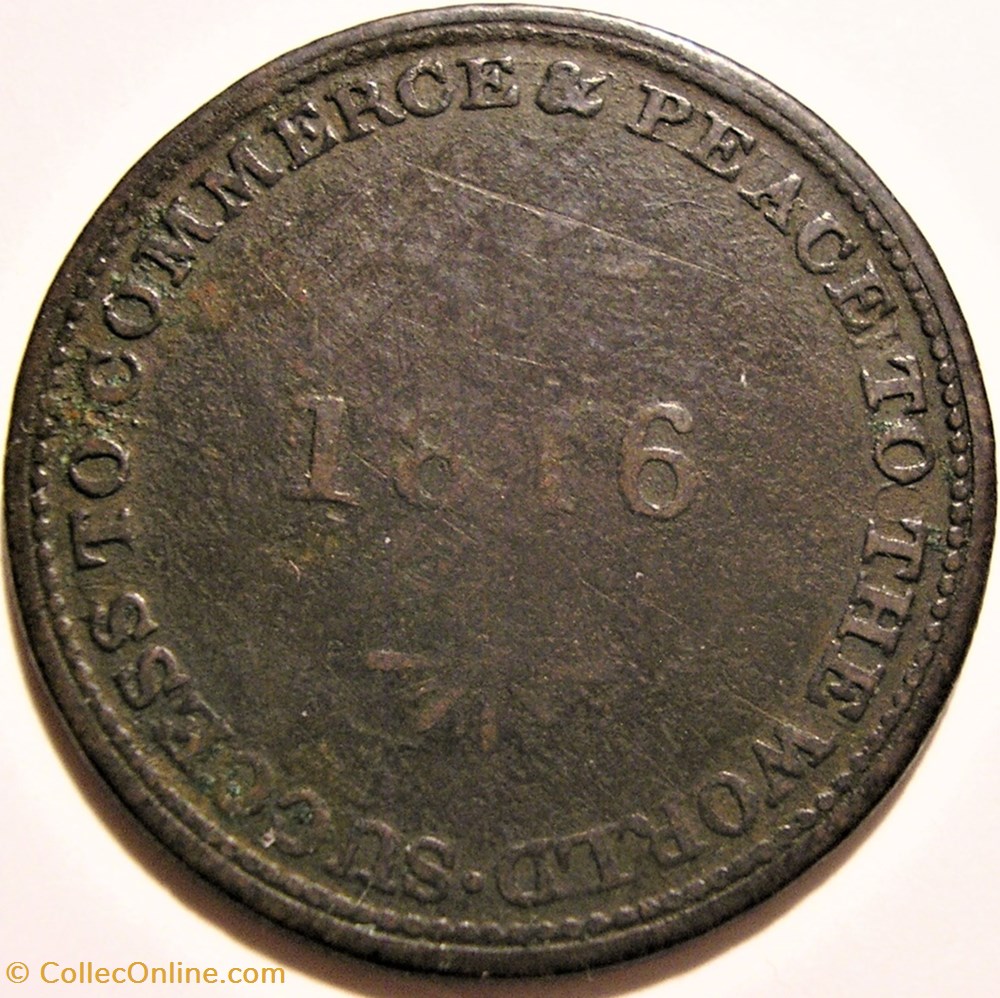 SUCCESS TO COMMERCE & PEACE TO THE WORLD ·
1816
© CollecOnline.com